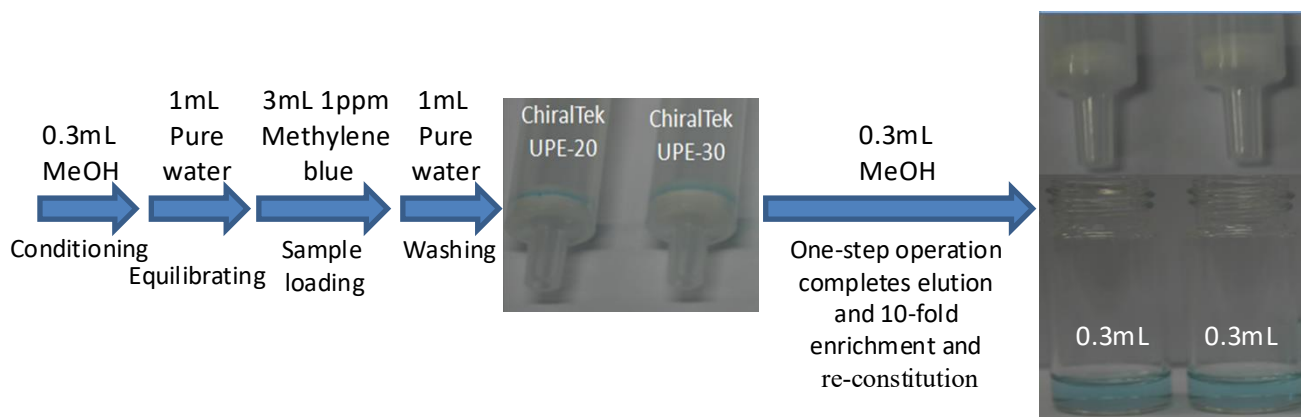 0.3mL
MeOH
Conditioning
1mL
Pure
water
Equilibrating
3mL 1ppm
Methylene
blue
Sample
loading
1mL
Pure
water
Washing
ChiralTek
UPE-20
ChiralTek
UPE-30
0.3mL
MeOH
One-step operation
completes elution
and 10-fold
enrichment and
re-constitution
0.3mL
0.3mL